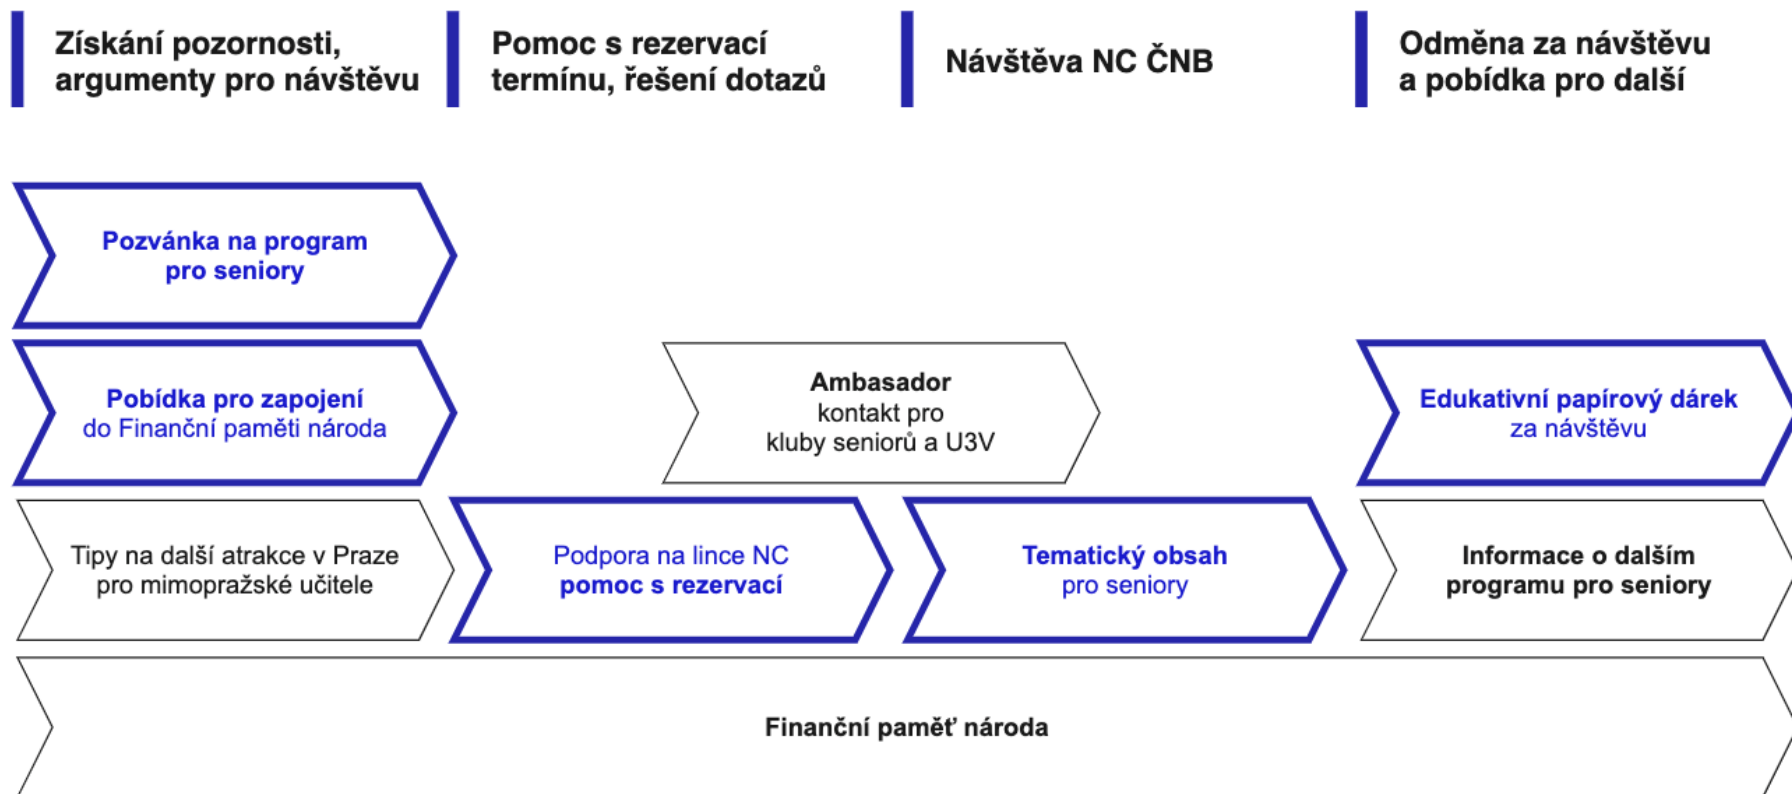 Získání pozornosti,
argumenty pro návštěvu
Pomoc s rezervací
termínu, řešení dotazů
Návštěva NC ČNB
Odměna za návštěvu
a pobídka pro další
Pozvánka na program
pro seniory
Pobídka pro zapojení
do Finanční paměti národa
Ambasador
kontakt pro
kluby seniorů a U3V
Edukativní papírový dárek
za návštěvu
Tipy na další atrakce v Praze
pro mimopražské učitele
Podpora na lince NC
pomoc s rezervací
Tematický obsah
pro seniory
Informace o dalším
programu pro seniory
Finanční paměť národa